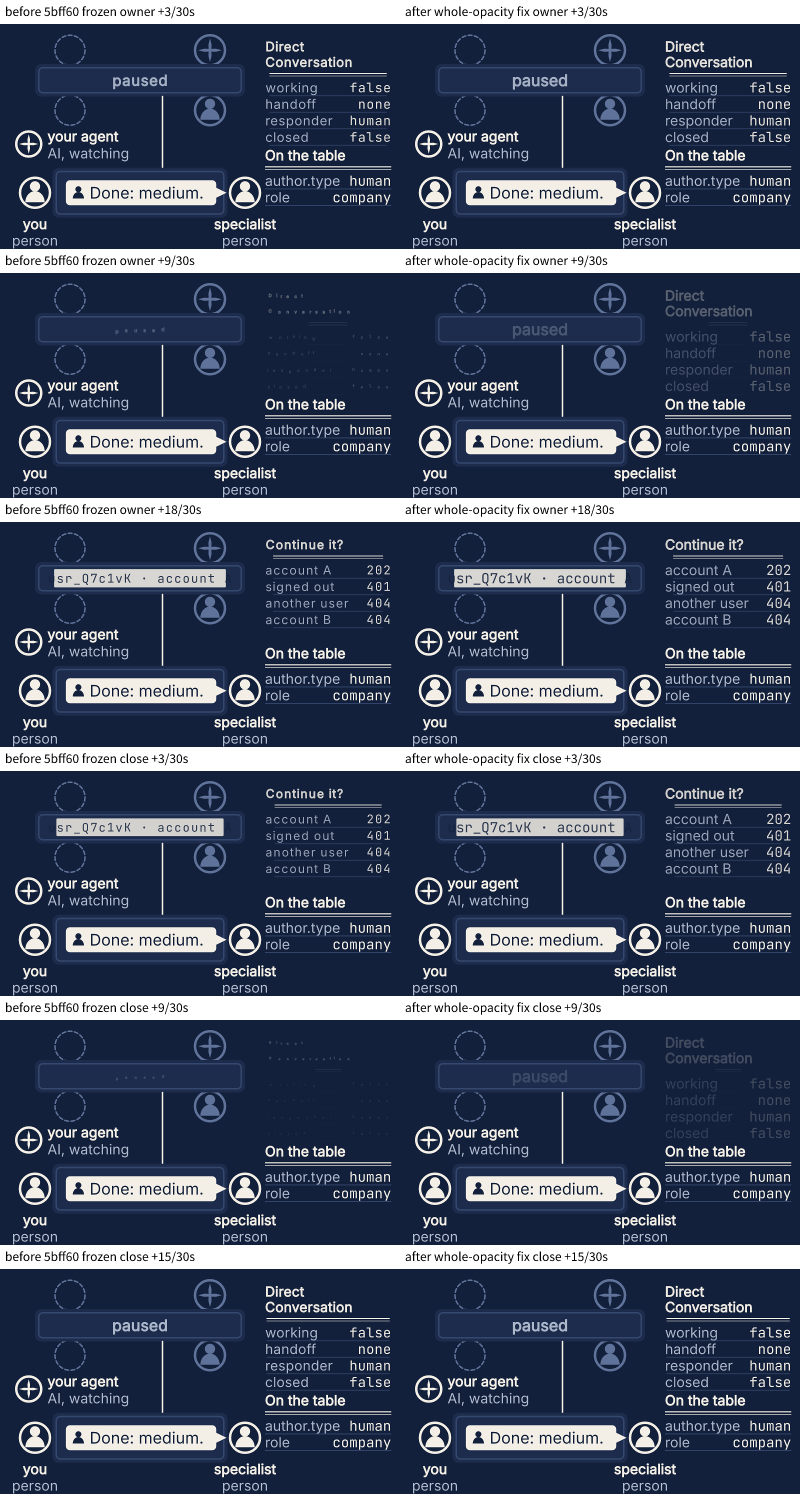 before 5bff60 frozen owner +3/30s
paused
Direct
Conversation
working false
handoff none
responder human
closed false
your agent
AI, watching
On the table
Done: medium.
author.type human
role company
you
person
specialist
person
after whole-opacity fix owner +3/30s
paused
Direct
Conversation
working false
handoff none
responder human
closed false
your agent
AI, watching
On the table
Done: medium.
author.type human
role company
you
person
specialist
person
before 5bff60 frozen owner +9/30s
your agent
AI, watching
On the table
Done: medium.
author.type human
role company
you
person
specialist
person
after whole-opacity fix owner +9/30s
paused
Direct
Conversation
working false
handoff none
responder human
closed false
your agent
AI, watching
On the table
Done: medium.
author.type human
role company
you
person
specialist
person
before 5bff60 frozen owner +18/30s
sr_Q7c1vK · account
Continue it?
account A 202
signed out 401
another user 404
account B 404
your agent
AI, watching
On the table
Done: medium.
author.type human
role company
you
person
specialist
person
after whole-opacity fix owner +18/30s
sr_Q7c1vK · account
Continue it?
account A 202
signed out 401
another user 404
account B 404
your agent
AI, watching
On the table
Done: medium.
author.type human
role company
you
person
specialist
person
before 5bff60 frozen close +3/30s
sr_Q7c1vK · account
Continue it?
account A 202
signed out 401
another user 404
account B 404
your agent
AI, watching
On the table
Done: medium.
author.type human
role company
you
person
specialist
person
after whole-opacity fix close +3/30s
sr_Q7c1vK · account
Continue it?
account A 202
signed out 401
another user 404
account B 404
your agent
AI, watching
On the table
Done: medium.
author.type human
role company
you
person
specialist
person
before 5bff60 frozen close +9/30s
your agent
AI, watching
On the table
Done: medium.
author.type human
role company
you
person
specialist
person
after whole-opacity fix close +9/30s
paused
Direct
Conversation
working false
handoff none
responder human
closed false
your agent
AI, watching
On the table
Done: medium.
author.type human
role company
you
person
specialist
person
before 5bff60 frozen close +15/30s
paused
Direct
Conversation
working false
handoff none
responder human
closed false
your agent
AI, watching
On the table
Done: medium.
author.type human
role company
you
person
specialist
person
after whole-opacity fix close +15/30s
paused
Direct
Conversation
working false
handoff none
responder human
closed false
your agent
AI, watching
On the table
Done: medium.
author.type human
role company
you
person
specialist
person